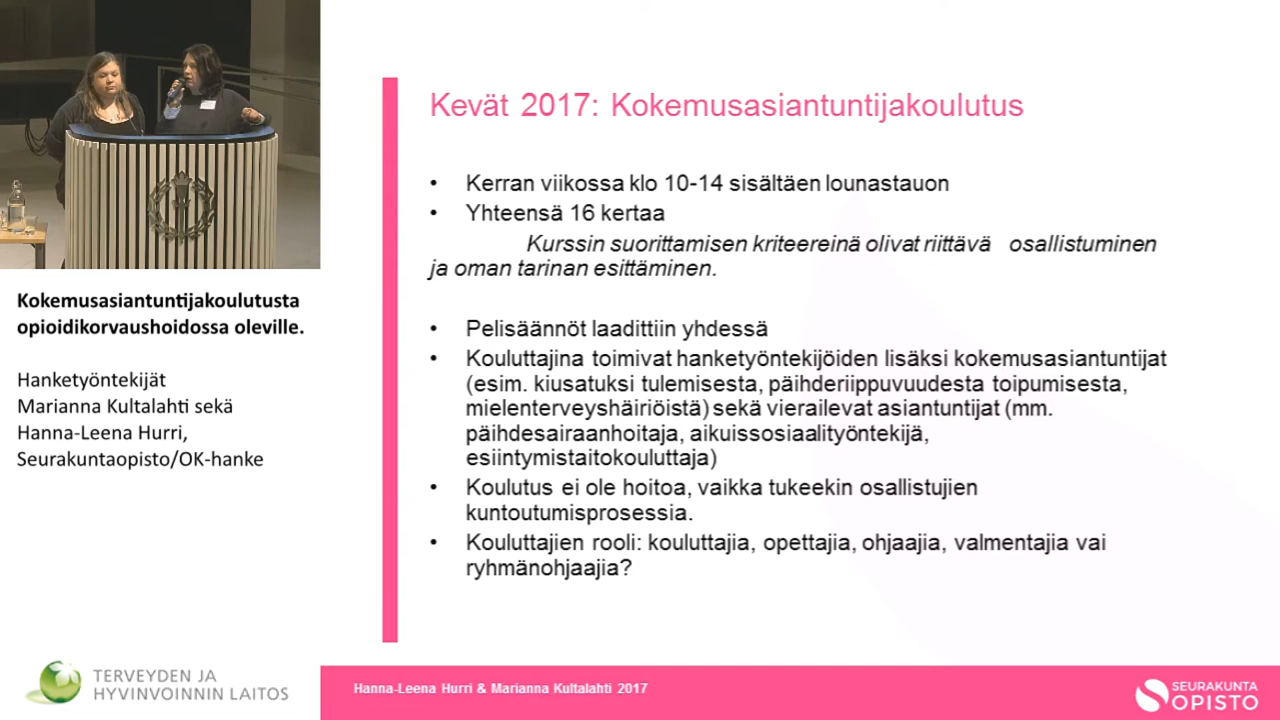 Kokemusasiantuntijakoulutusta
opioidikorvaushoidossa oleville.
Hanketyöntekijät
Marianna Kultalahti sekä
Hanna-Leena Hurri,
Seurakuntaopisto/OK-hanke
TERVEYDEN JA
HYVINVOINNIN LAITOS
Kevät 2017: Kokemusasiantuntijakoulutus
• Kerran viikossa klo 10-14 sisältäen lounastauon
• Yhteensä 16 kertaa
Kurssin suorittamisen kriteereinä olivat riittävä osallistuminen
ja oman tarinan esittäminen.
• Pelisäännöt laadittiin yhdessä
• Kouluttajina toimivat hanketyöntekijöiden lisäksi kokemusasiantuntijat
(esim. kiusatuksi tulemisesta, päihderiippuvuudesta toipumisesta,
mielenterveyshäiriöistä) sekä vierailevat asiantuntijat (mm.
päihdesairaanhoitaja, aikuissosiaalityöntekijä,
esiintymistaitokouluttaja)
• Koulutus ei ole hoitoa, vaikka tukeekin osallistujien
kuntoutumisprosessia.
• Kouluttajien rooli: kouluttajia, opettajia, ohjaajia, valmentajia vai
ryhmänohjaajia?
Hanna-Leena Hurri & Marianna Kultalahti 2017
SEURAKUNTA
OPISTO